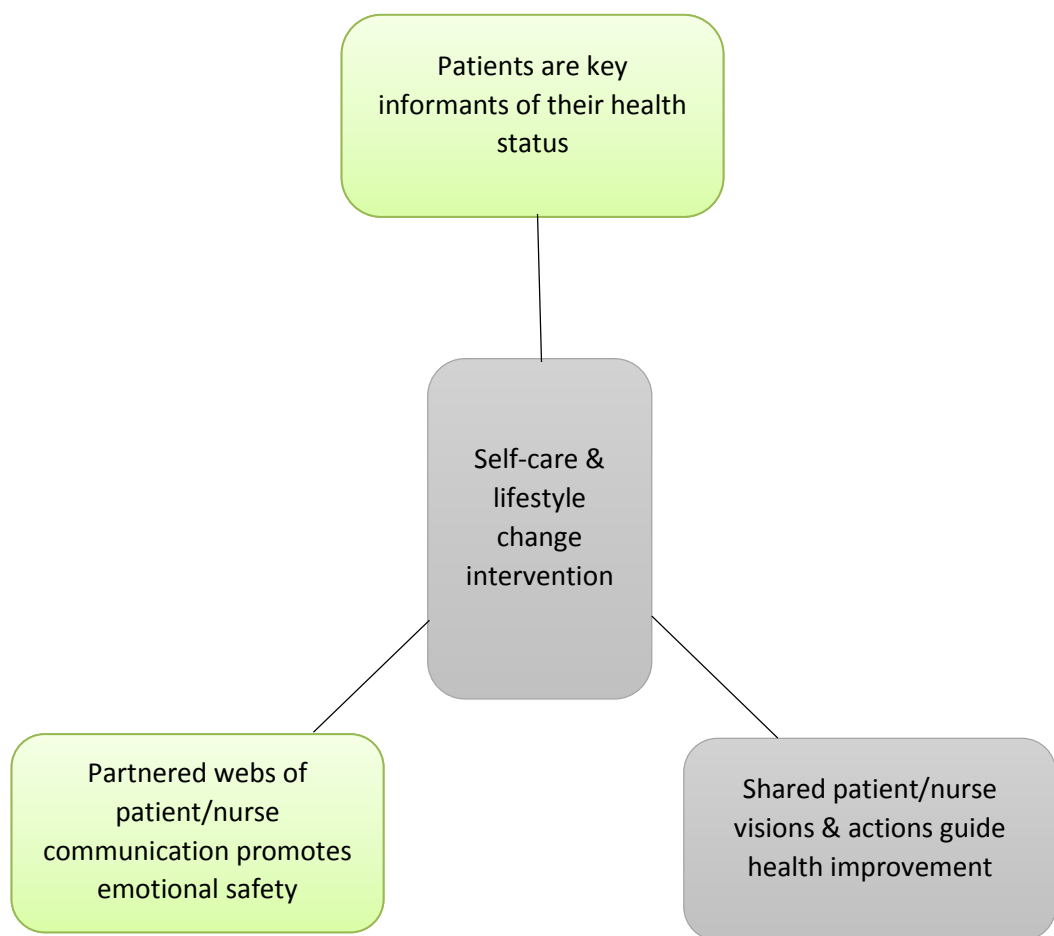 Patients are key
informants of their health
status
Self-care &
lifestyle
change
intervention
Partnered webs of
patient/nurse
communication promotes
emotional safety
Shared patient/nurse
visions & actions guide
health improvement